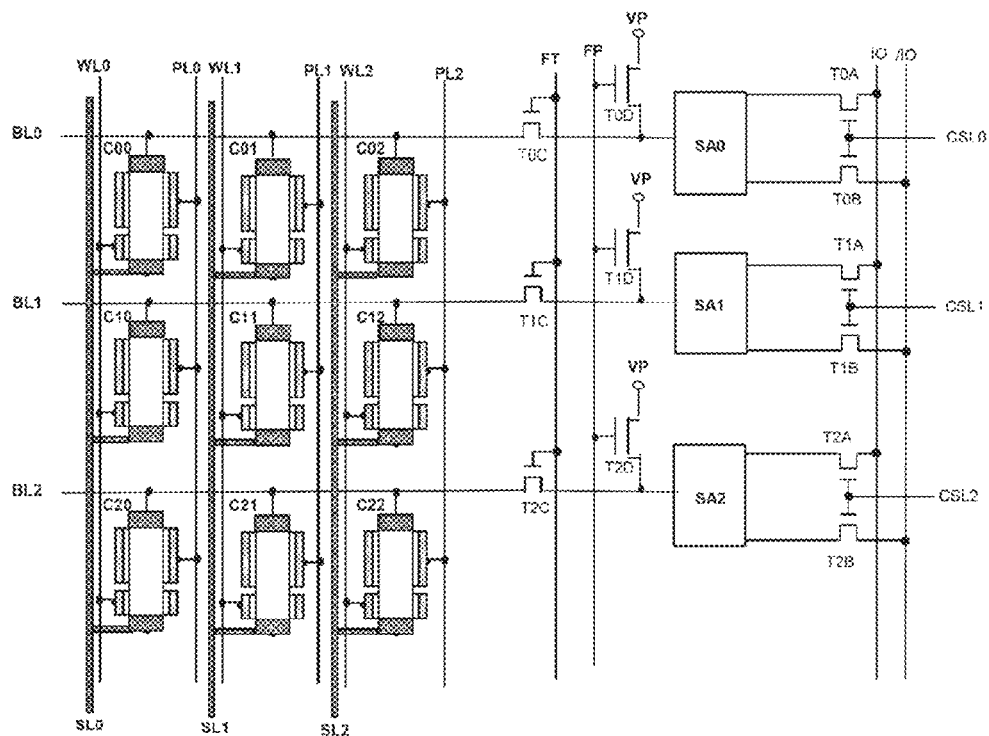 VP
WL0 PL0 WL1 PL1 WL2 PL2 FT FP IO /IO
T0A
T0D
BL0 C00 C01 C02 T0C SA0 CSL0
VP
T0B
T1A
T1D
BL1 C10 C11 C12 T1C SA1 CSL1
T1B
VP
T2A
T2D
BL2 C20 C21 C22 T2C SA2 CSL2
T2B
SL0 SL1 SL2